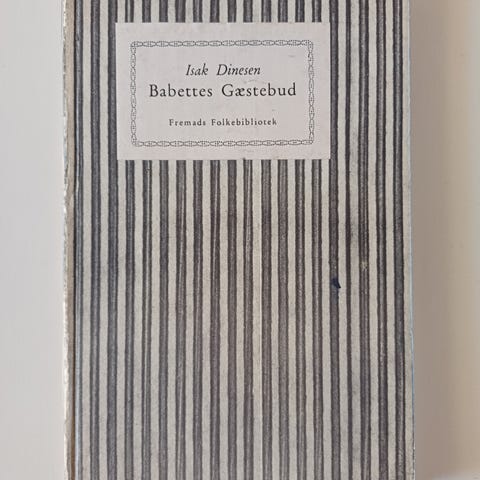 Isak Dinesen
Babettes Gæstebud
Fremads Folkebibliotek